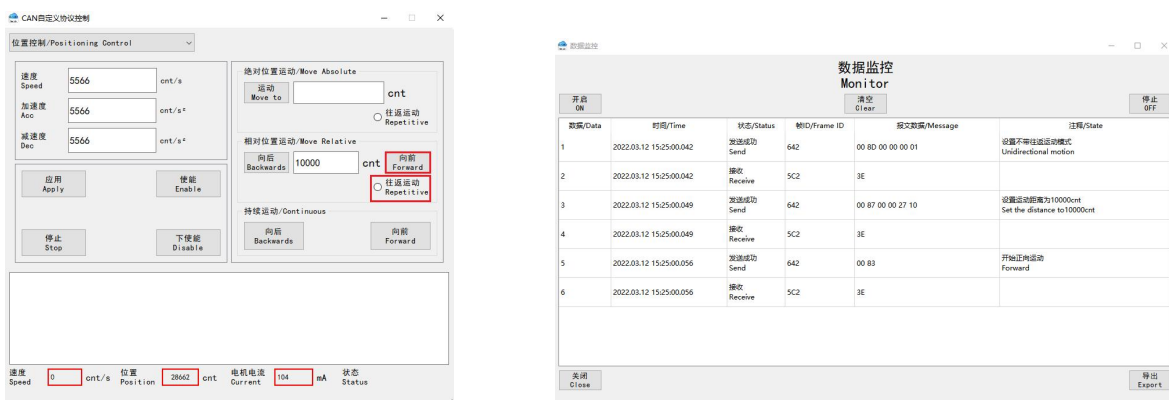 CAN自定义协议控制
位置控制/Positioning Control
速度
Speed
5566
cnt/s
加速度
Acc
5566
cnt/s²
减速度
Dec
5566
cnt/s²
应用
Apply
使能
Enable
停止
Stop
下使能
Disable
绝对位置运动/Move Absolute
运动
Move to
cnt
往返运动
Repetitive
相对位置运动/Move Relative
向后
Backwards
10000
cnt
向前
Forward
往返运动
Repetitive
持续运动/Continuous
向后
Backwards
向前
Forward
速度
Speed
0
cnt/s
位置
Position
28662
cnt
电机电流
Current
104
mA
状态
Status
数据监控
数据监控
Monitor
开启
ON
清空
Clear
停止
OFF
数据/Data 时间/Time 状态/Status 帧ID/Frame ID 报文数据/Message 注释/State
1 2022.03.12 15:25:00.042 发送成功 Send 642 00 8D 00 00 00 01 设置不带往返运动模式 Unidirectional motion
2 2022.03.12 15:25:00.042 接收 Receive 5C2 3E
3 2022.03.12 15:25:00.049 发送成功 Send 642 00 87 00 00 27 10 设置运动距离为10000cnt Set the distance to10000cnt
4 2022.03.12 15:25:00.049 接收 Receive 5C2 3E
5 2022.03.12 15:25:00.056 发送成功 Send 642 00 83 开始正向运动 Forward
6 2022.03.12 15:25:00.056 接收 Receive 5C2 3E
关闭
Close
导出
Export